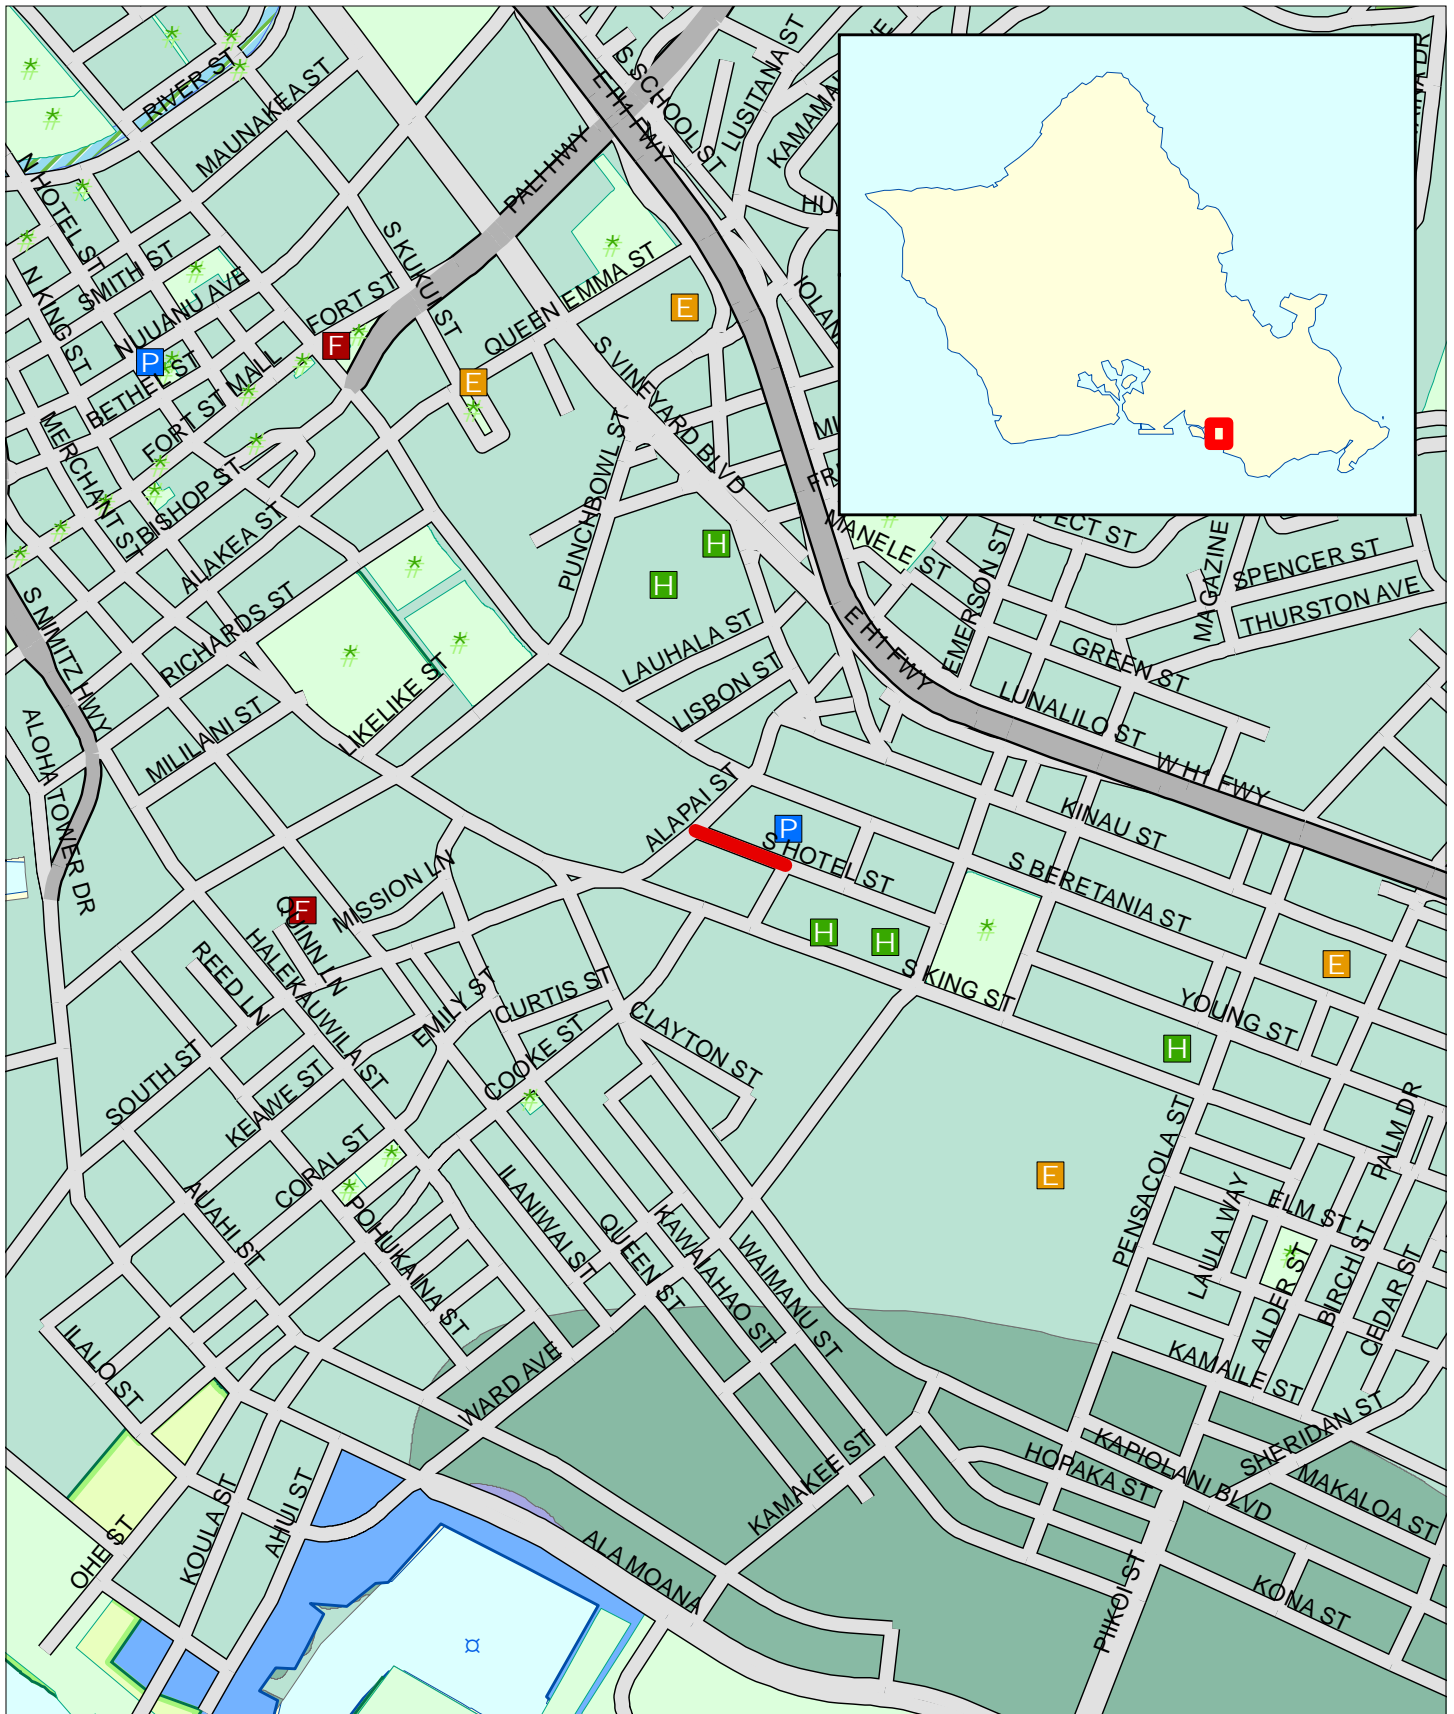 RIVER ST
MAUNAKEA ST
S SCHOOL ST
LUSITANA ST
E H1 FWY
PALI HWY
N HOTEL ST
SMITH ST
N KING ST
NUUANU AVE
S KUKUI ST
FORT ST
QUEEN EMMA ST
E
F
P
E
BETHEL ST
FORT ST MALL
S VINEYARD BLVD
PUNCHBOWL ST
MERCHANT ST
BISHOP ST
ALAKEA ST
H
H
MANELE ST
EMERSON ST
MAGAZINE
SPENCER ST
THURSTON AVE
S NIMITZ HWY
RICHARDS ST
LAUHALA ST
E H1 FWY
GREEN ST
LISBON ST
LUNALILO ST
LIKELIKE ST
MILILANI ST
ALOHA TOWER DR
W H1 FWY
ALAPAI ST
P
KINAU ST
S HOTEL ST
S BERETANIA ST
MISSION LN
F
QUINN LN
H
H
E
REED LN
HALEKAUWILA ST
S KING ST
EMILY ST
CURTIS ST
YOUNG ST
COOKE ST
CLAYTON ST
H
SOUTH ST
KEAWE ST
PALM DR
CORAL ST
PENSACOLA ST
E
AUAHI ST
POHUKAINA ST
ILANIWAI ST
QUEEN ST
KAWAIAHAO ST
WAIMANU ST
LAULA WAY
ELM ST
ALDER ST
BIRCH ST
CEDAR ST
ILALO ST
WARD AVE
KAMAILE ST
SHERIDAN ST
KAMAKEE ST
HOPAKA ST
KAPIOLANI BLVD
MAKALOA ST
OHE ST
KOULA ST
AHUI ST
ALA MOANA
PIIKOI ST
KONA ST